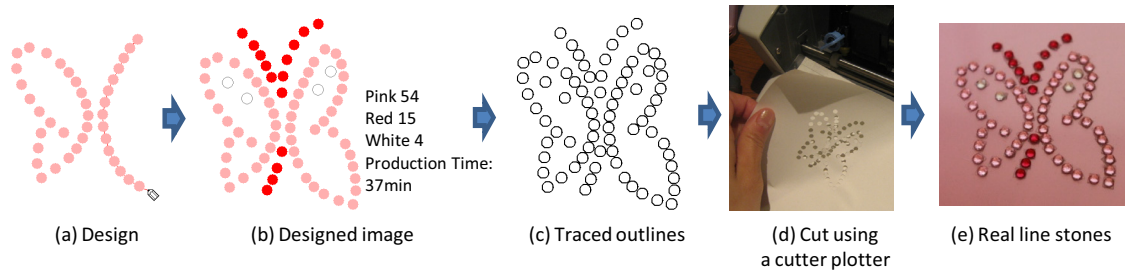 Pink 54
Red 15
White 4
Production Time:
37min
(a) Design
(b) Designed image
(c) Traced outlines
(d) Cut using
a cutter plotter
(e) Real line stones